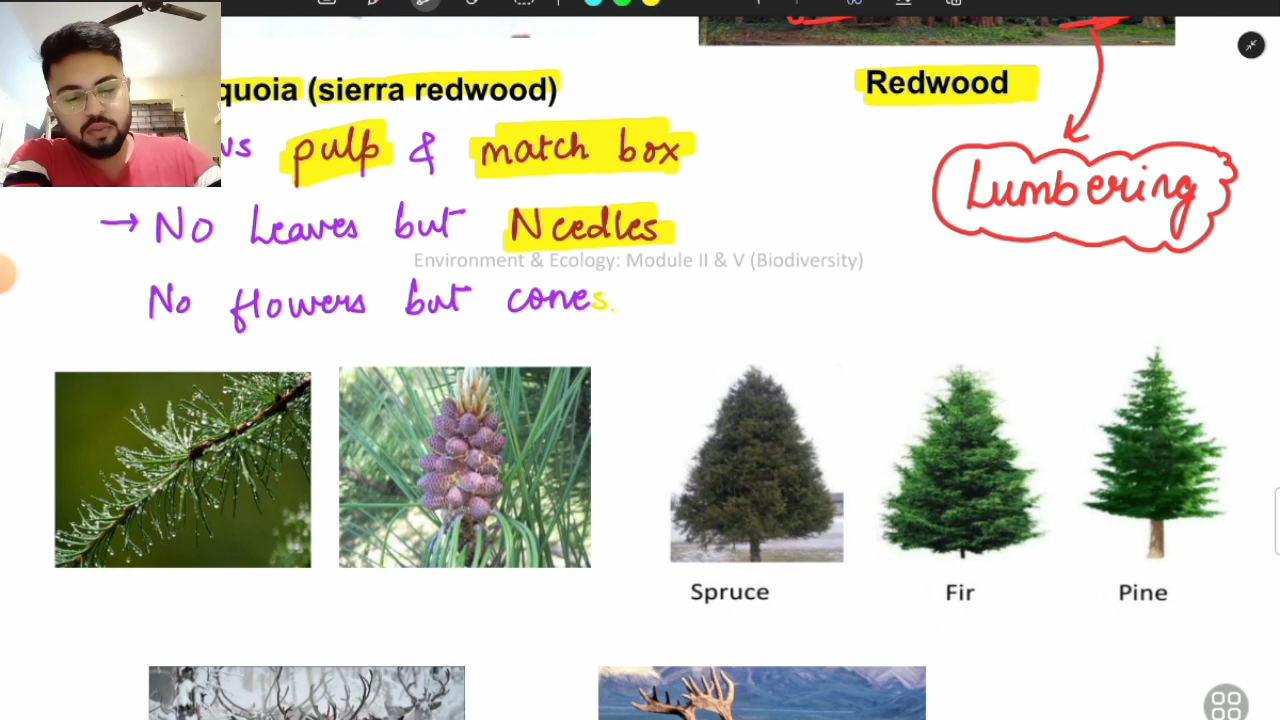 quoia (sierra redwood)
Redwood
pulp & match box
Lumbering
→ No Leaves but Needles
Environment & Ecology: Module II & V (Biodiversity)
No flowers but cones.
Spruce
Fir
Pine